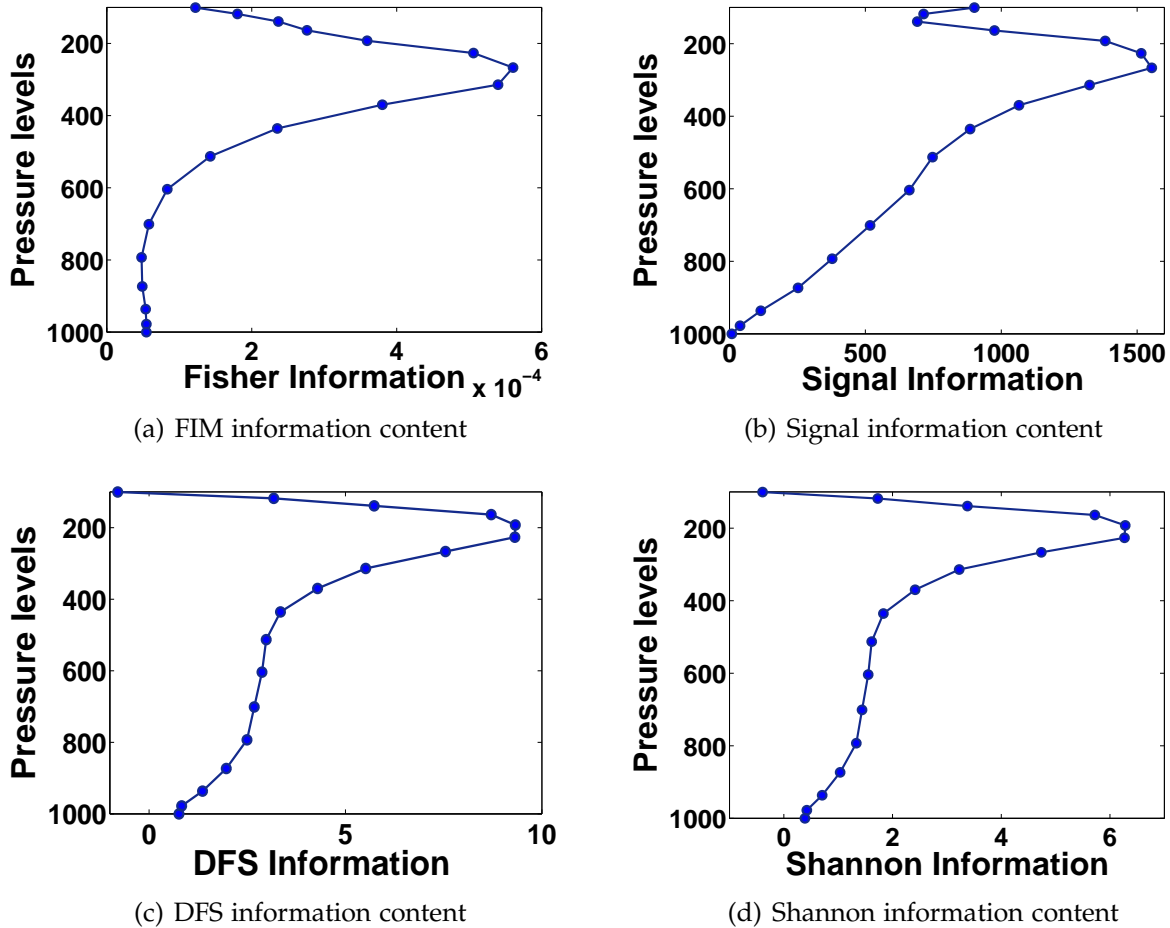 Pressure levels
200
400
600
800
1000
0 2 4 6
Fisher Information x 10⁻⁴
(a) FIM information content
Pressure levels
200
400
600
800
1000
0 500 1000 1500
Signal Information
(b) Signal information content
Pressure levels
200
400
600
800
1000
0 5 10
DFS Information
(c) DFS information content
Pressure levels
200
400
600
800
1000
0 2 4 6
Shannon Information
(d) Shannon information content